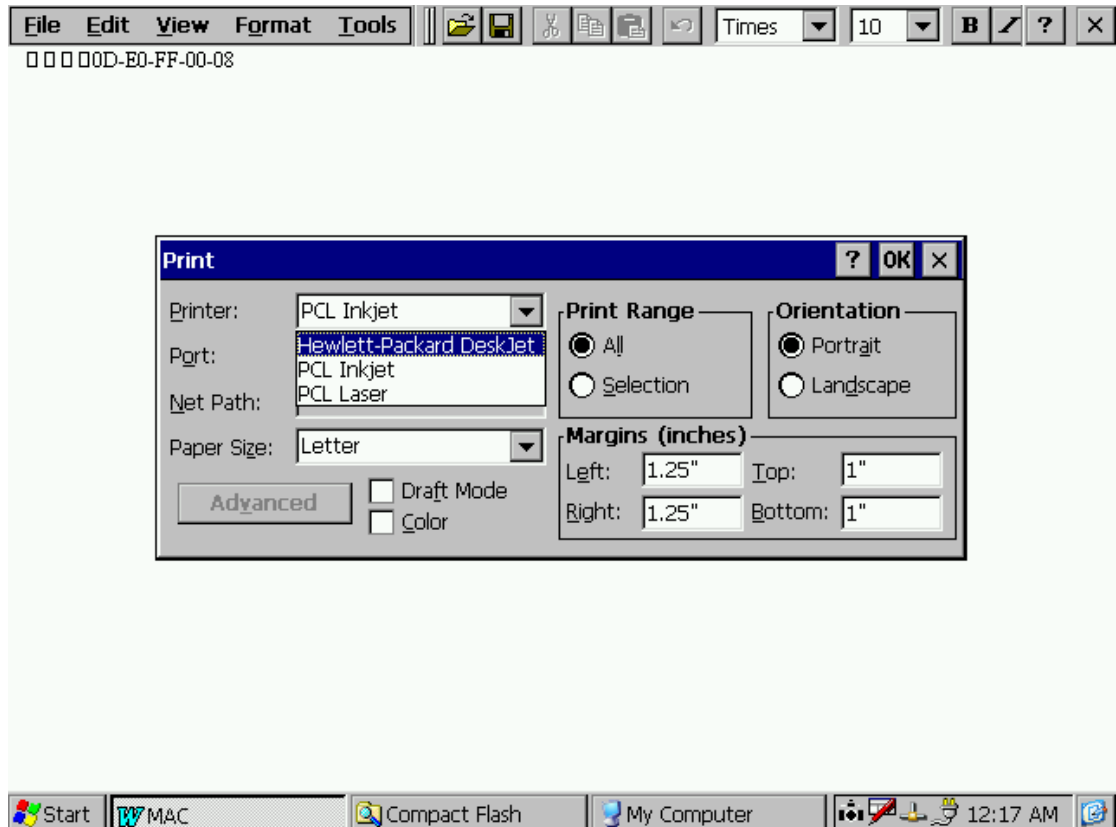 File Edit View Format Tools Times 10 B I ? ×
□□□□0D-E0-FF-00-08
Print ? OK ×
Printer: PCL Inkjet
Hewlett-Packard DeskJet
PCL Inkjet
PCL Laser
Port:
Net Path:
Paper Size: Letter
Advanced
Draft Mode
Color
Print Range
All
Selection
Orientation
Portrait
Landscape
Margins (inches)
Left: 1.25" Top: 1"
Right: 1.25" Bottom: 1"
Start MAC Compact Flash My Computer 12:17 AM